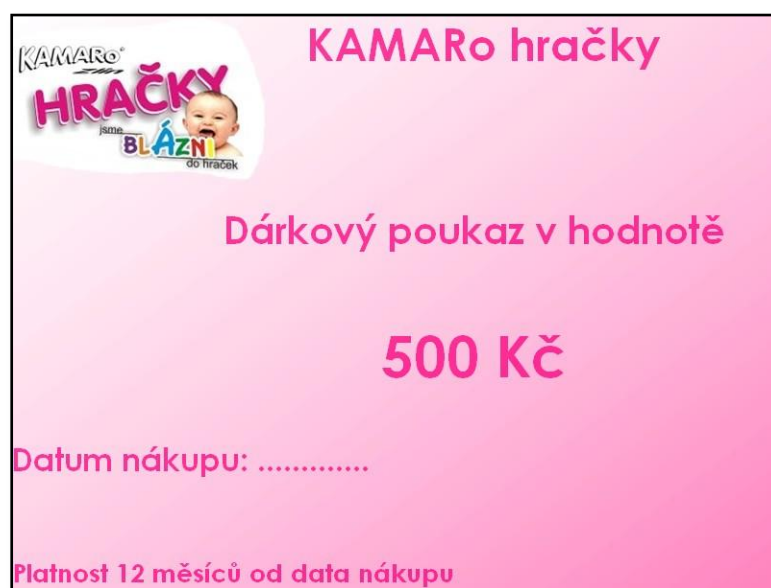 KAMARo hračky
KAMARo®
HRAČKY
jsme
BLÁZNI
do hraček
Dárkový poukaz v hodnotě
500 Kč
Datum nákupu: .............
Platnost 12 měsíců od data nákupu